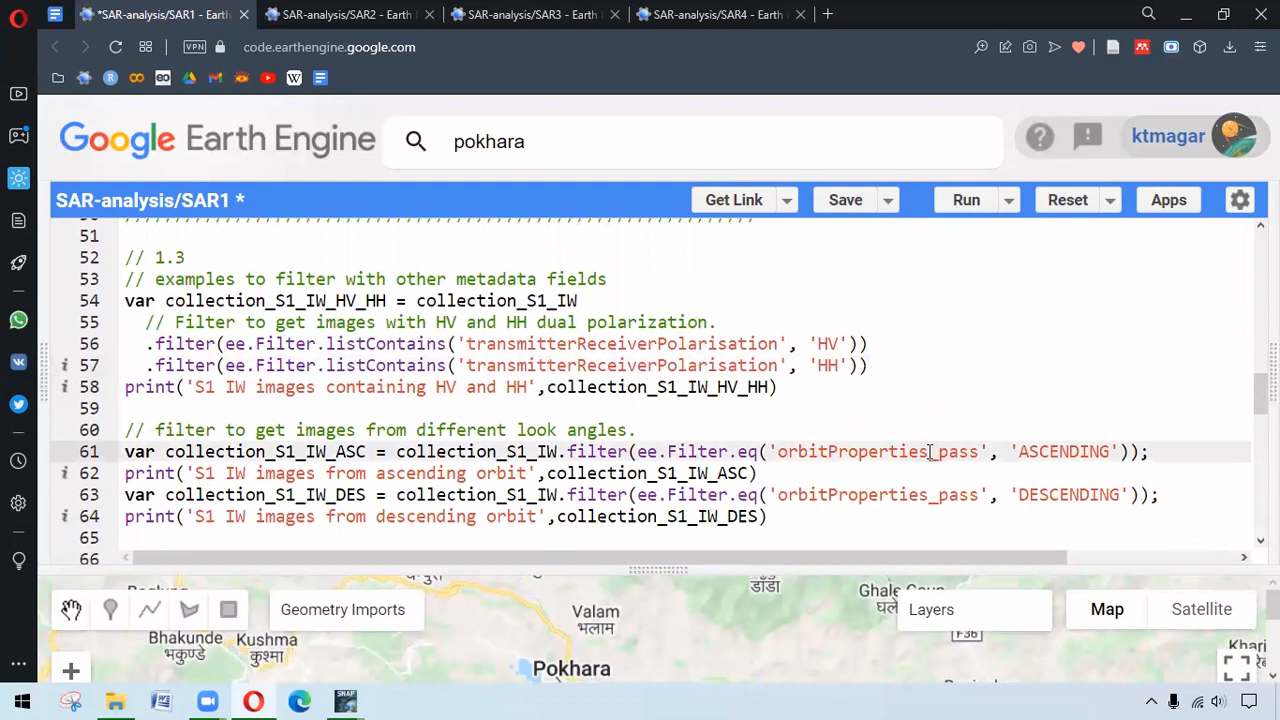 *SAR-analysis/SAR1 - Earth
SAR-analysis/SAR2 - Earth
SAR-analysis/SAR3 - Earth
SAR-analysis/SAR4 - Earth
VPN
code.earthengine.google.com
Google Earth Engine
pokhara
ktmagar
SAR-analysis/SAR1 *
Get Link
Save
Run
Reset
Apps
51
52 // 1.3
53 // examples to filter with other metadata fields
54 var collection_S1_IW_HV_HH = collection_S1_IW
55 // Filter to get images with HV and HH dual polarization.
56 .filter(ee.Filter.listContains('transmitterReceiverPolarisation', 'HV'))
57 .filter(ee.Filter.listContains('transmitterReceiverPolarisation', 'HH'))
58 print('S1 IW images containing HV and HH',collection_S1_IW_HV_HH)
59
60 // filter to get images from different look angles.
61 var collection_S1_IW_ASC = collection_S1_IW.filter(ee.Filter.eq('orbitProperties_pass', 'ASCENDING'));
62 print('S1 IW images from ascending orbit',collection_S1_IW_ASC)
63 var collection_S1_IW_DES = collection_S1_IW.filter(ee.Filter.eq('orbitProperties_pass', 'DESCENDING'));
64 print('S1 IW images from descending orbit',collection_S1_IW_DES)
65
66
Geometry Imports
Layers
Map
Satellite
Valam
भलाम
Bhakunde
भकुण्डे
Kushma
कुश्मा
Pokhara
डाँडा
F36